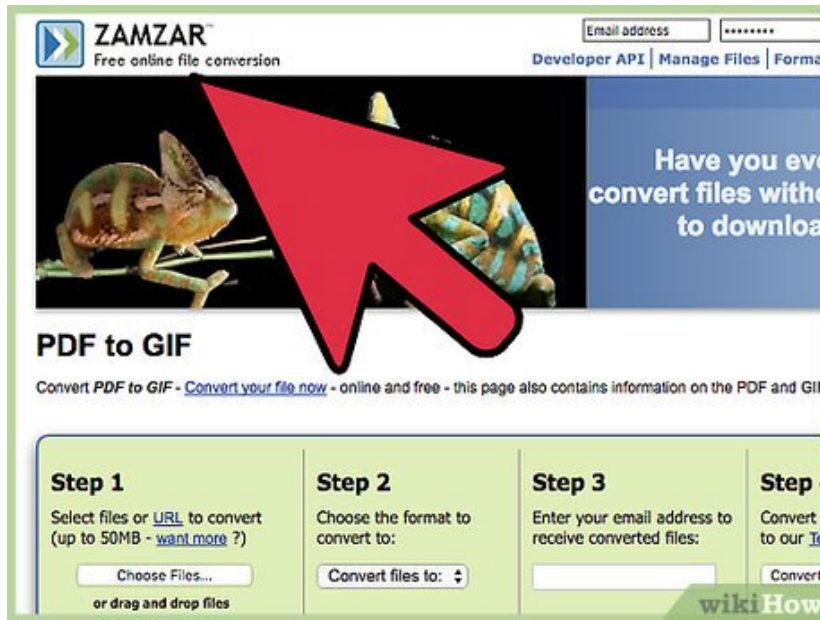 ZAMZAR™
Free online file conversion
Email address
••••••••
Developer API | Manage Files | Forma
Have you eve
convert files witho
to downloa
PDF to GIF
Convert PDF to GIF - Convert your file now - online and free - this page also contains information on the PDF and GIF
Step 1
Select files or URL to convert
(up to 50MB - want more ?)
Choose Files...
or drag and drop files
Step 2
Choose the format to
convert to:
Convert files to:
Step 3
Enter your email address to
receive converted files:
Step
Convert
to our Te
Convert
wikiHow